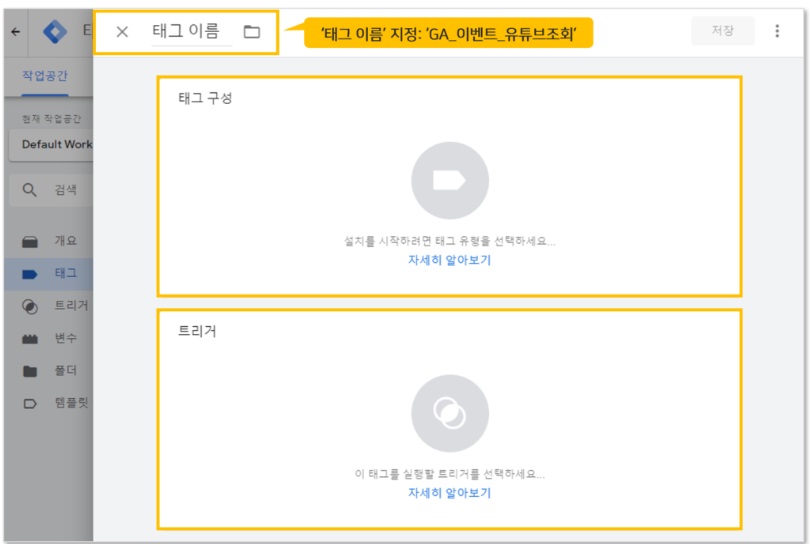 E
태그 이름
'태그 이름' 지정: 'GA_이벤트_유튜브조회'
저장
작업공간
현재 작업공간
Default Work
검색
개요
태그
트리거
변수
폴더
템플릿
태그 구성
설치를 시작하려면 태그 유형을 선택하세요...
자세히 알아보기
트리거
이 태그를 실행할 트리거를 선택하세요...
자세히 알아보기